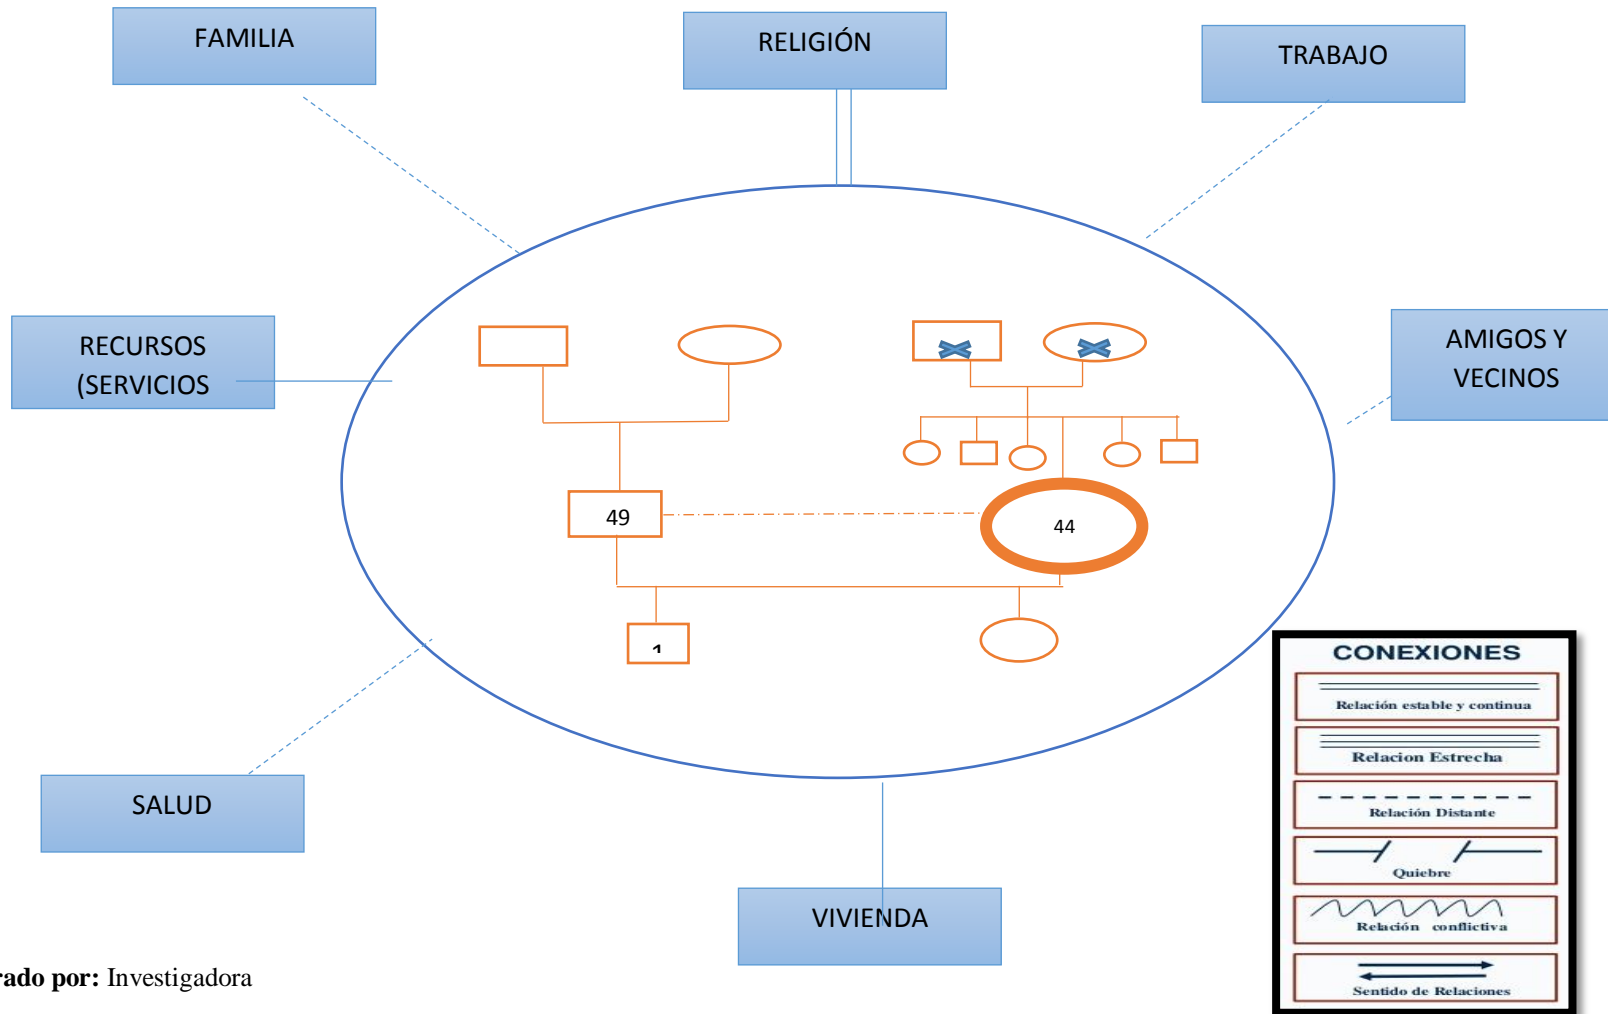 FAMILIA
RELIGIÓN
TRABAJO
RECURSOS
(SERVICIOS
AMIGOS Y
VECINOS
49
44
1
SALUD
VIVIENDA
CONEXIONES
Relación estable y continua
Relacion Estrecha
Relación Distante
Quiebre
Relación conflictiva
Sentido de Relaciones
rado por: Investigadora